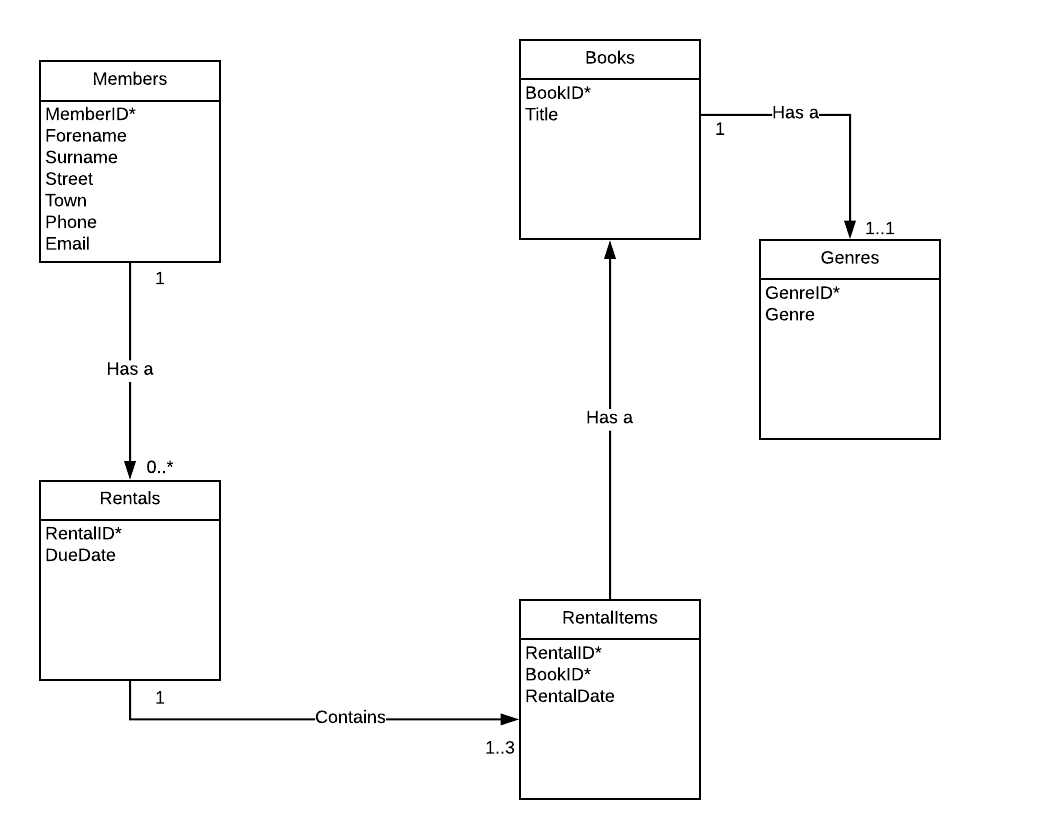 Members
MemberID*
Forename
Surname
Street
Town
Phone
Email
1
Has a
0..*
Rentals
RentalID*
DueDate
1
Contains
1..3
RentalItems
RentalID*
BookID*
RentalDate
Has a
Books
BookID*
Title
1
Has a
1..1
Genres
GenreID*
Genre